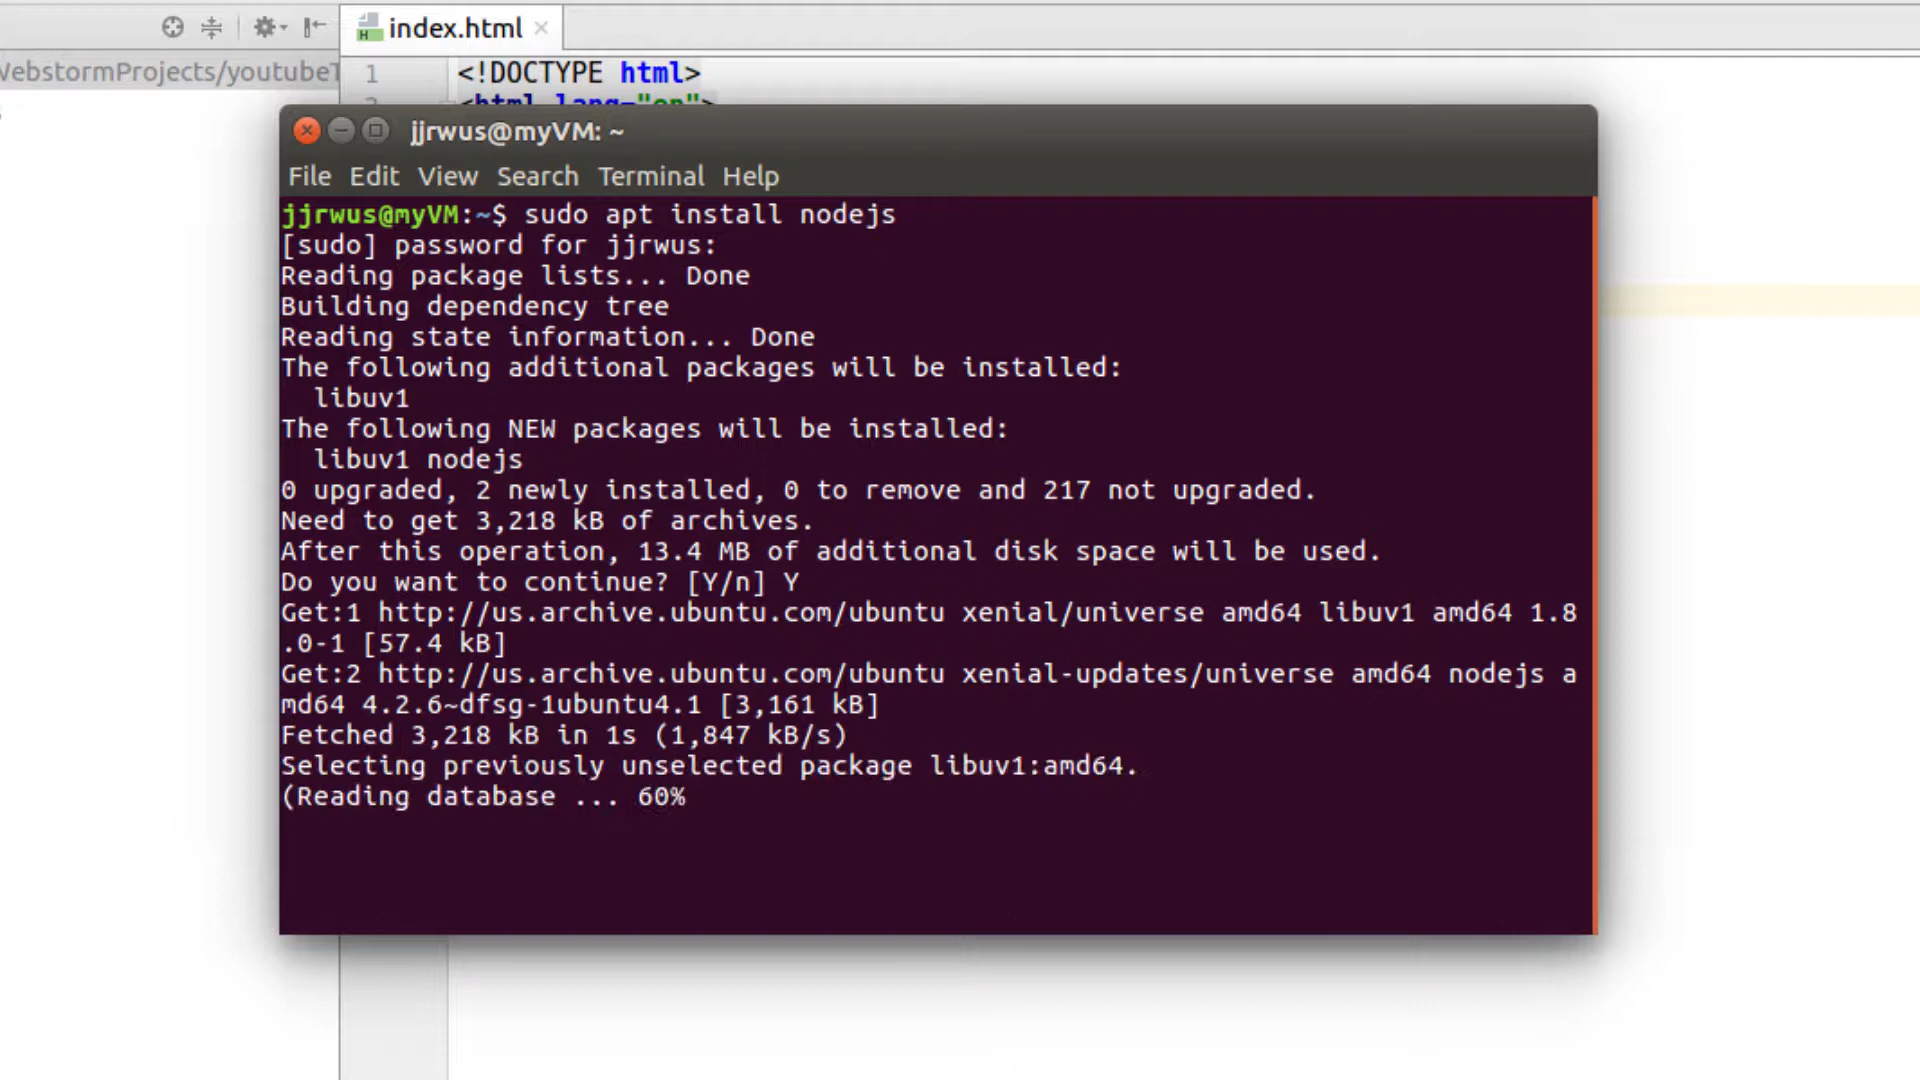 index.html
WebstormProjects/youtube
1 <!DOCTYPE html>
2 <html lang="en">
jjrwus@myVM: ~
File Edit View Search Terminal Help
jjrwus@myVM:~$ sudo apt install nodejs
[sudo] password for jjrwus:
Reading package lists... Done
Building dependency tree
Reading state information... Done
The following additional packages will be installed:
  libuv1
The following NEW packages will be installed:
  libuv1 nodejs
0 upgraded, 2 newly installed, 0 to remove and 217 not upgraded.
Need to get 3,218 kB of archives.
After this operation, 13.4 MB of additional disk space will be used.
Do you want to continue? [Y/n] Y
Get:1 http://us.archive.ubuntu.com/ubuntu xenial/universe amd64 libuv1 amd64 1.8
.0-1 [57.4 kB]
Get:2 http://us.archive.ubuntu.com/ubuntu xenial-updates/universe amd64 nodejs a
md64 4.2.6~dfsg-1ubuntu4.1 [3,161 kB]
Fetched 3,218 kB in 1s (1,847 kB/s)
Selecting previously unselected package libuv1:amd64.
(Reading database ... 60%